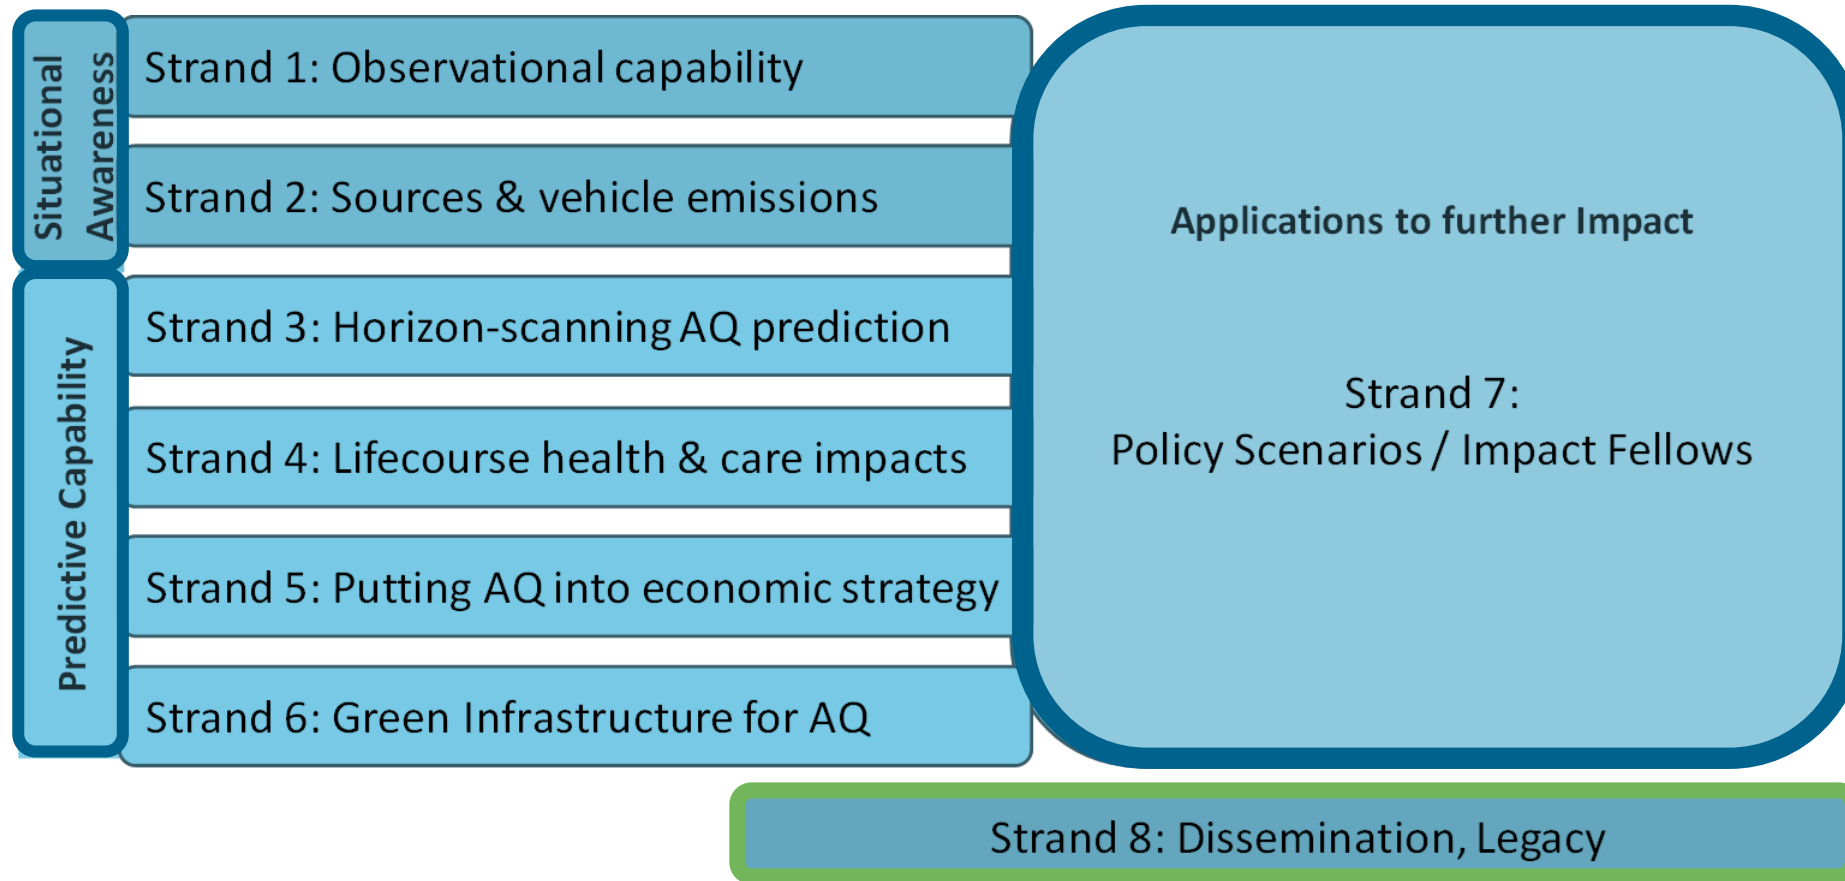 Situational
Awareness
Strand 1: Observational capability
Strand 2: Sources & vehicle emissions
Predictive Capability
Strand 3: Horizon-scanning AQ prediction
Strand 4: Lifecourse health & care impacts
Strand 5: Putting AQ into economic strategy
Strand 6: Green Infrastructure for AQ
Applications to further Impact
Strand 7:
Policy Scenarios / Impact Fellows
Strand 8: Dissemination, Legacy